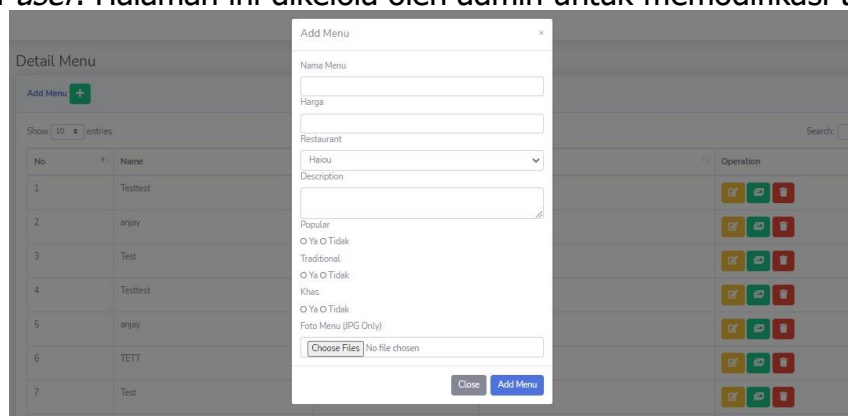 user. Halaman ini dikelola oleh admin untuk memodifikasi
Add Menu ×
Detail Menu
Nama Menu
Add Menu +
Harga
Show 10 entries
Search:
Restaurant
Haiou
No Name Operation
Description
1 Testtest
2 anjay
Popular
Ya Tidak
3 Test
Traditional
Ya Tidak
4 Testtest
Khas
Ya Tidak
5 anjay
Foto Menu (JPG Only)
Choose Files No file chosen
6 TETT
Close Add Menu
7 Test